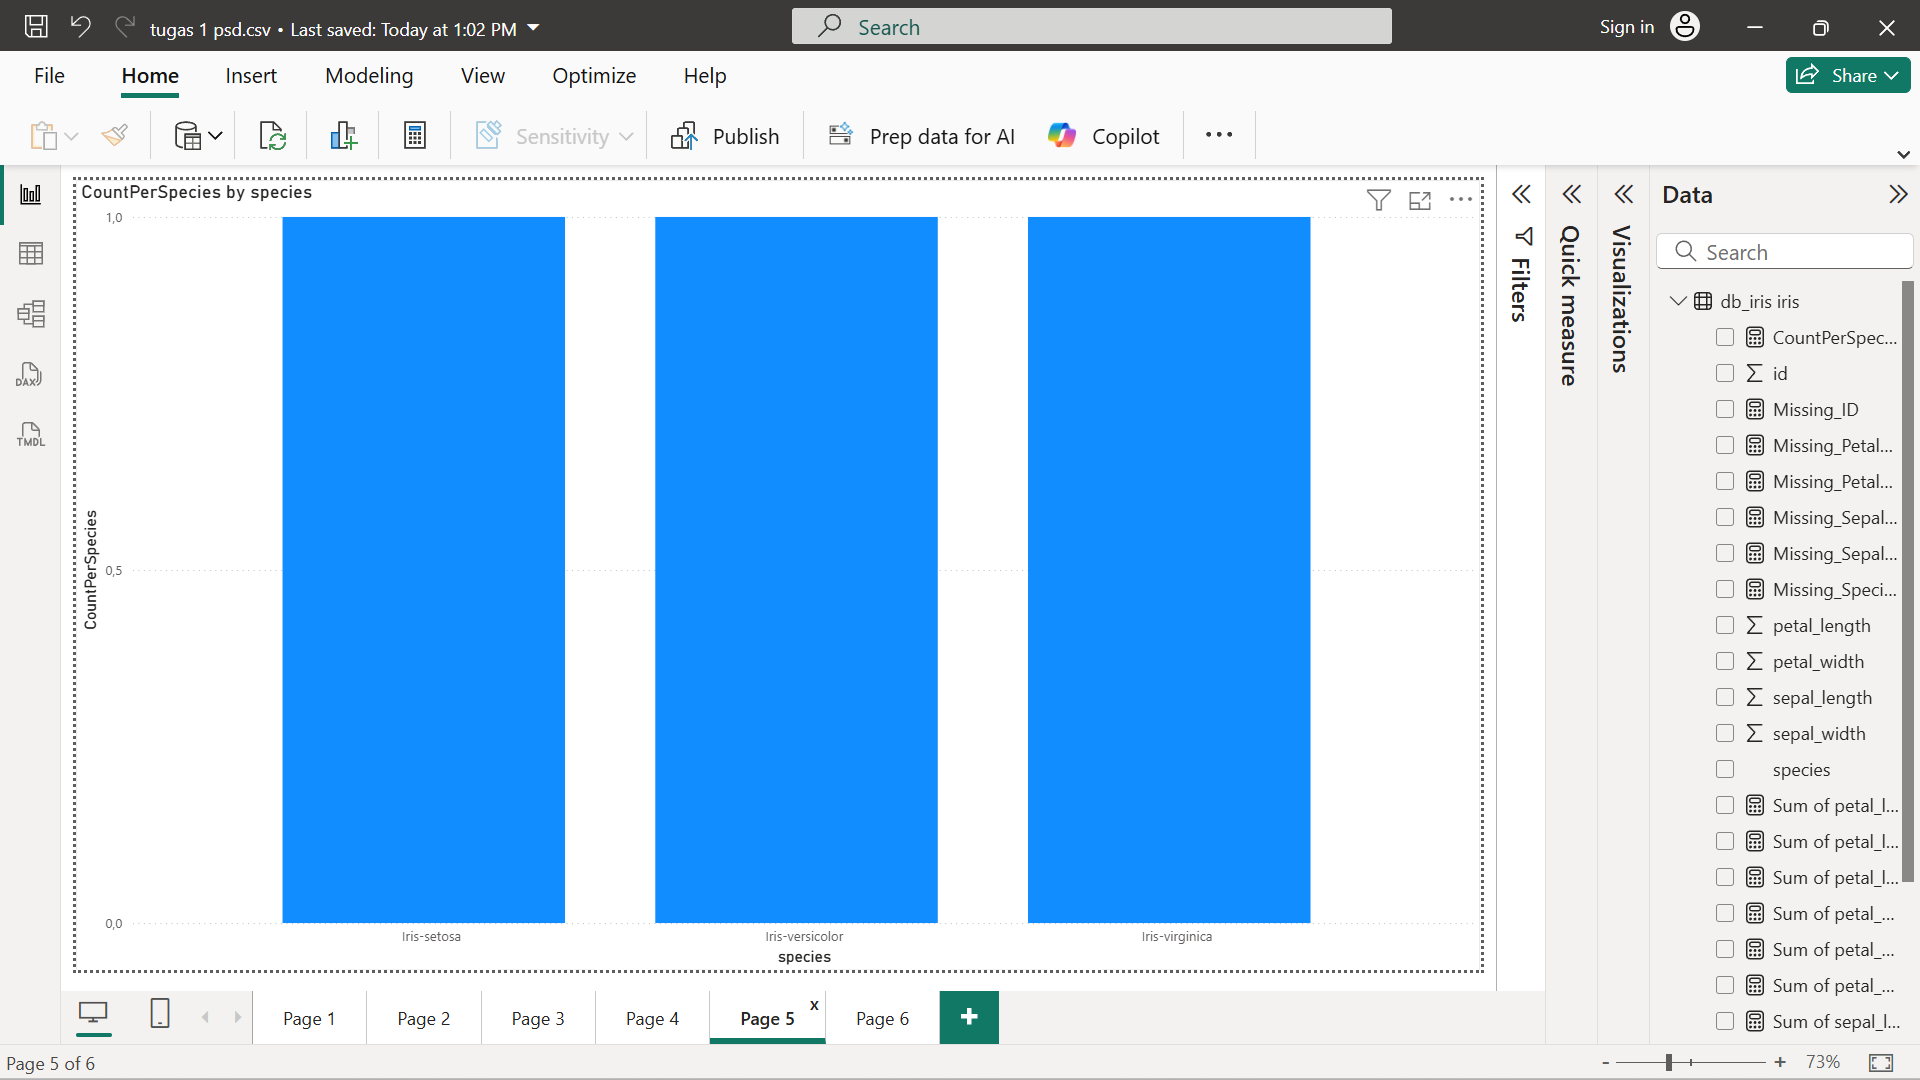 tugas 1 psd.csv • Last saved: Today at 1:02 PM
Search
Sign in
File
Home
Insert
Modeling
View
Optimize
Help
Share
Sensitivity
Publish
Prep data for AI
Copilot
CountPerSpecies by species
1,0
0,5
0,0
CountPerSpecies
Iris-setosa
Iris-versicolor
Iris-virginica
species
DAX
TMDL
Filters
Quick measure
Visualizations
Data
Search
db_iris iris
CountPerSpec...
id
Missing_ID
Missing_Petal...
Missing_Petal...
Missing_Sepal...
Missing_Sepal...
Missing_Speci...
petal_length
petal_width
sepal_length
sepal_width
species
Sum of petal_l...
Sum of petal_l...
Sum of petal_l...
Sum of petal_...
Sum of petal_...
Sum of petal_...
Sum of sepal_l...
Page 1
Page 2
Page 3
Page 4
Page 5
x
Page 6
+
Page 5 of 6
- + 73%